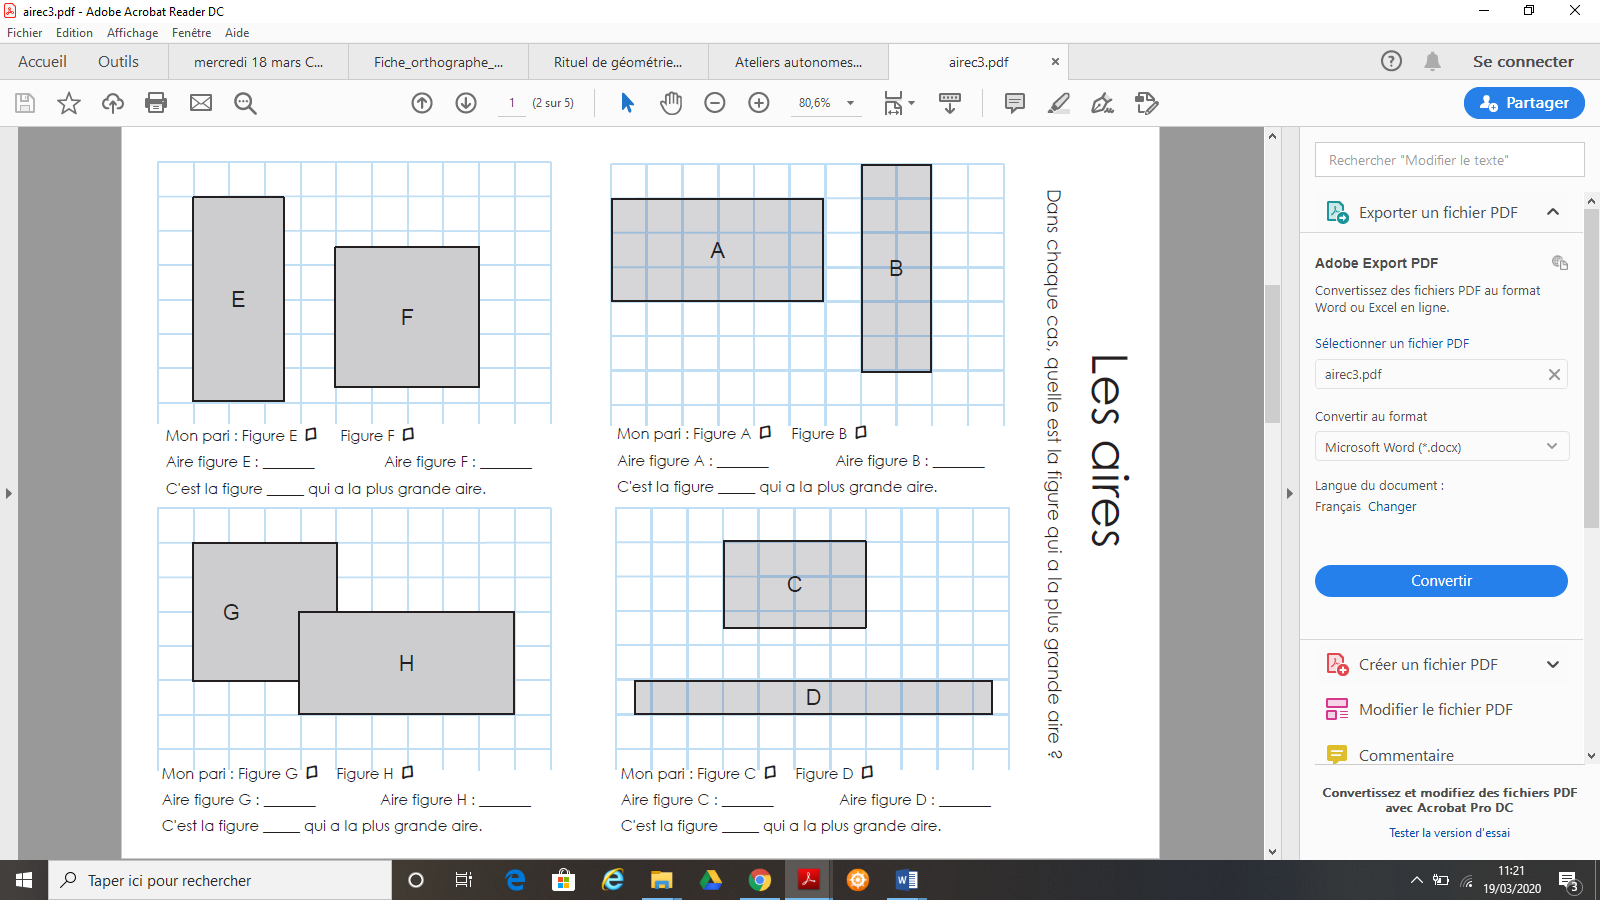 airec3.pdf - Adobe Acrobat Reader DC
Fichier Edition Affichage Fenêtre Aide
Accueil Outils mercredi 18 mars C... Fiche_orthographe_... Rituel de géométrie... Ateliers autonomes... airec3.pdf Se connecter
1 (2 sur 5) 80,6% Partager
E
F
Mon pari : Figure E Figure F
Aire figure E : ______ Aire figure F : ______
C'est la figure _____ qui a la plus grande aire.
A
B
Mon pari : Figure A Figure B
Aire figure A : ______ Aire figure B : ______
C'est la figure _____ qui a la plus grande aire.
G
H
Mon pari : Figure G Figure H
Aire figure G : ______ Aire figure H : ______
C'est la figure _____ qui a la plus grande aire.
C
D
Mon pari : Figure C Figure D
Aire figure C : ______ Aire figure D : ______
C'est la figure _____ qui a la plus grande aire.
Les aires
Dans chaque cas, quelle est la figure qui a la plus grande aire ?
Rechercher "Modifier le texte"
Exporter un fichier PDF
Adobe Export PDF
Convertissez des fichiers PDF au format
Word ou Excel en ligne.
Sélectionner un fichier PDF
airec3.pdf
Convertir au format
Microsoft Word (*.docx)
Langue du document :
Français Changer
Convertir
Créer un fichier PDF
Modifier le fichier PDF
Commentaire
Convertissez et modifiez des fichiers PDF
avec Acrobat Pro DC
Tester la version d'essai
Taper ici pour rechercher
11:21
19/03/2020
3